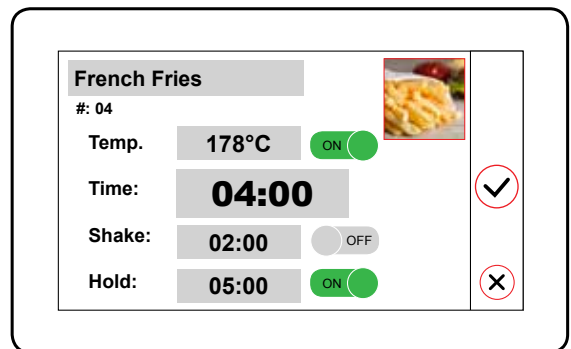 French Fries
#: 04
Temp. 178°C ON
Time: 04:00
Shake: 02:00 OFF
Hold: 05:00 ON